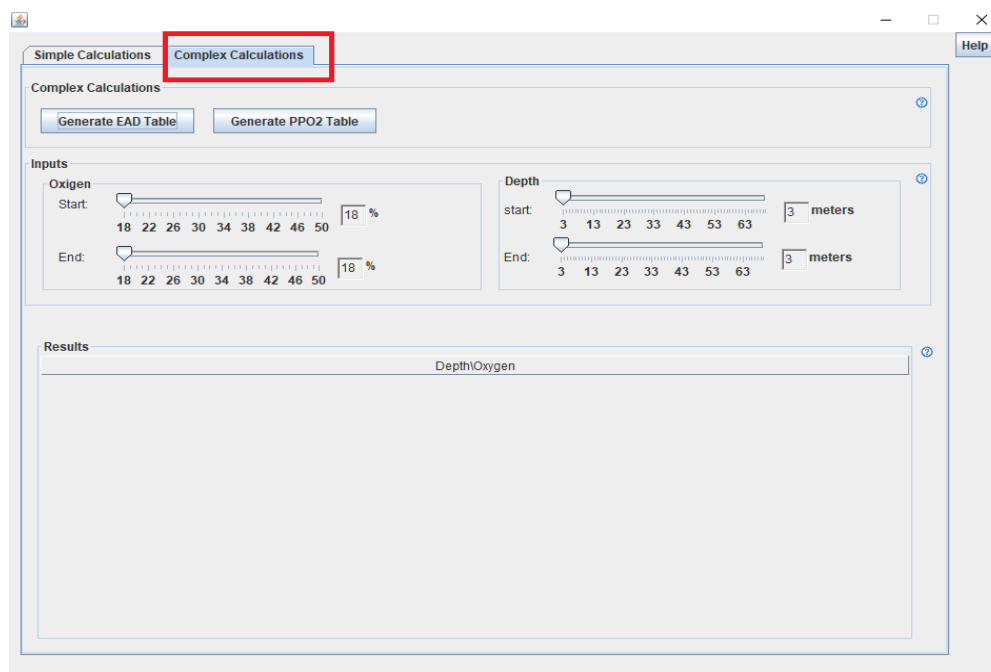 Help
Simple Calculations Complex Calculations
Complex Calculations
Generate EAD Table Generate PPO2 Table
Inputs
Oxigen
Start: 18 %
18 22 26 30 34 38 42 46 50
End: 18 %
18 22 26 30 34 38 42 46 50
Depth
start: 3 meters
3 13 23 33 43 53 63
End: 3 meters
3 13 23 33 43 53 63
Results
Depth\Oxygen